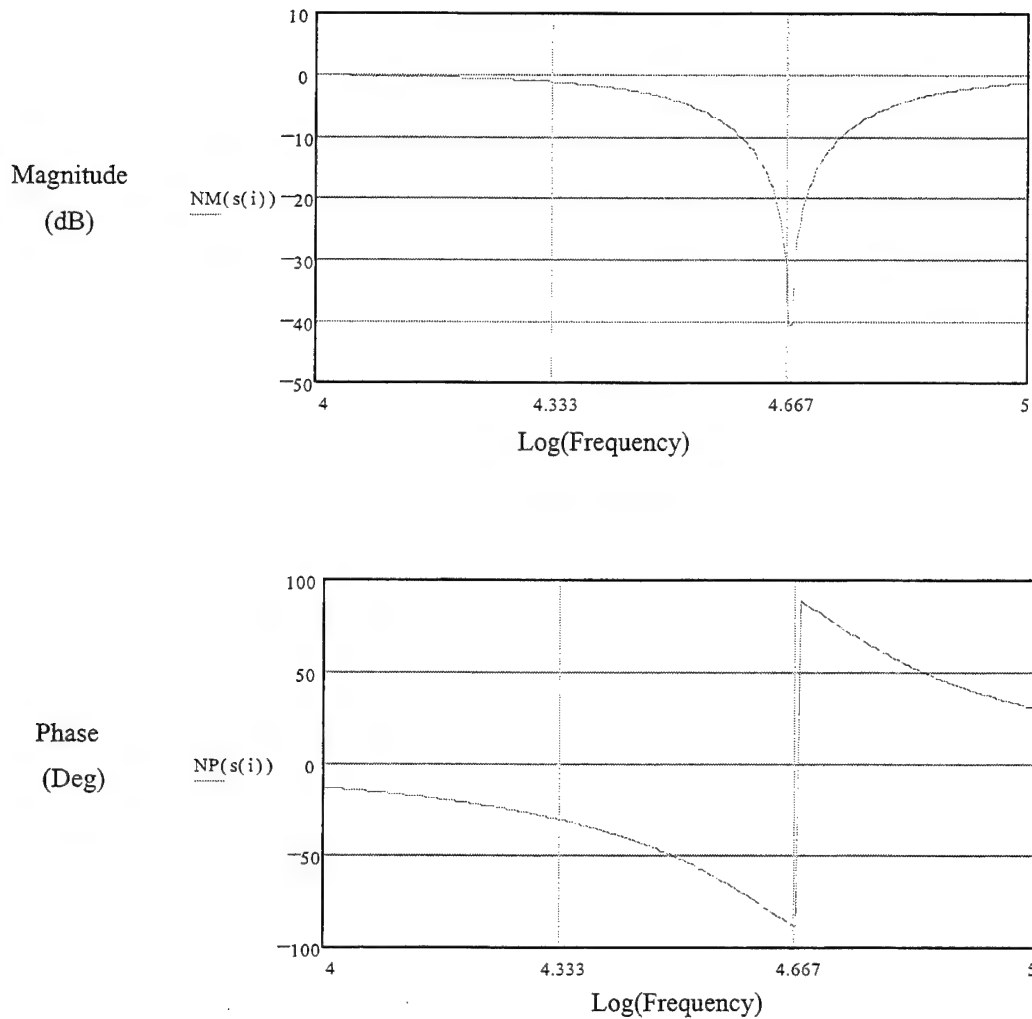 10
0
Magnitude
(dB)
NM(s(i))
−10
−20
−30
−40
−50
4
4.333
4.667
5
Log(Frequency)
100
50
Phase
(Deg)
NP(s(i))
0
−50
−100
4
4.333
4.667
5
Log(Frequency)